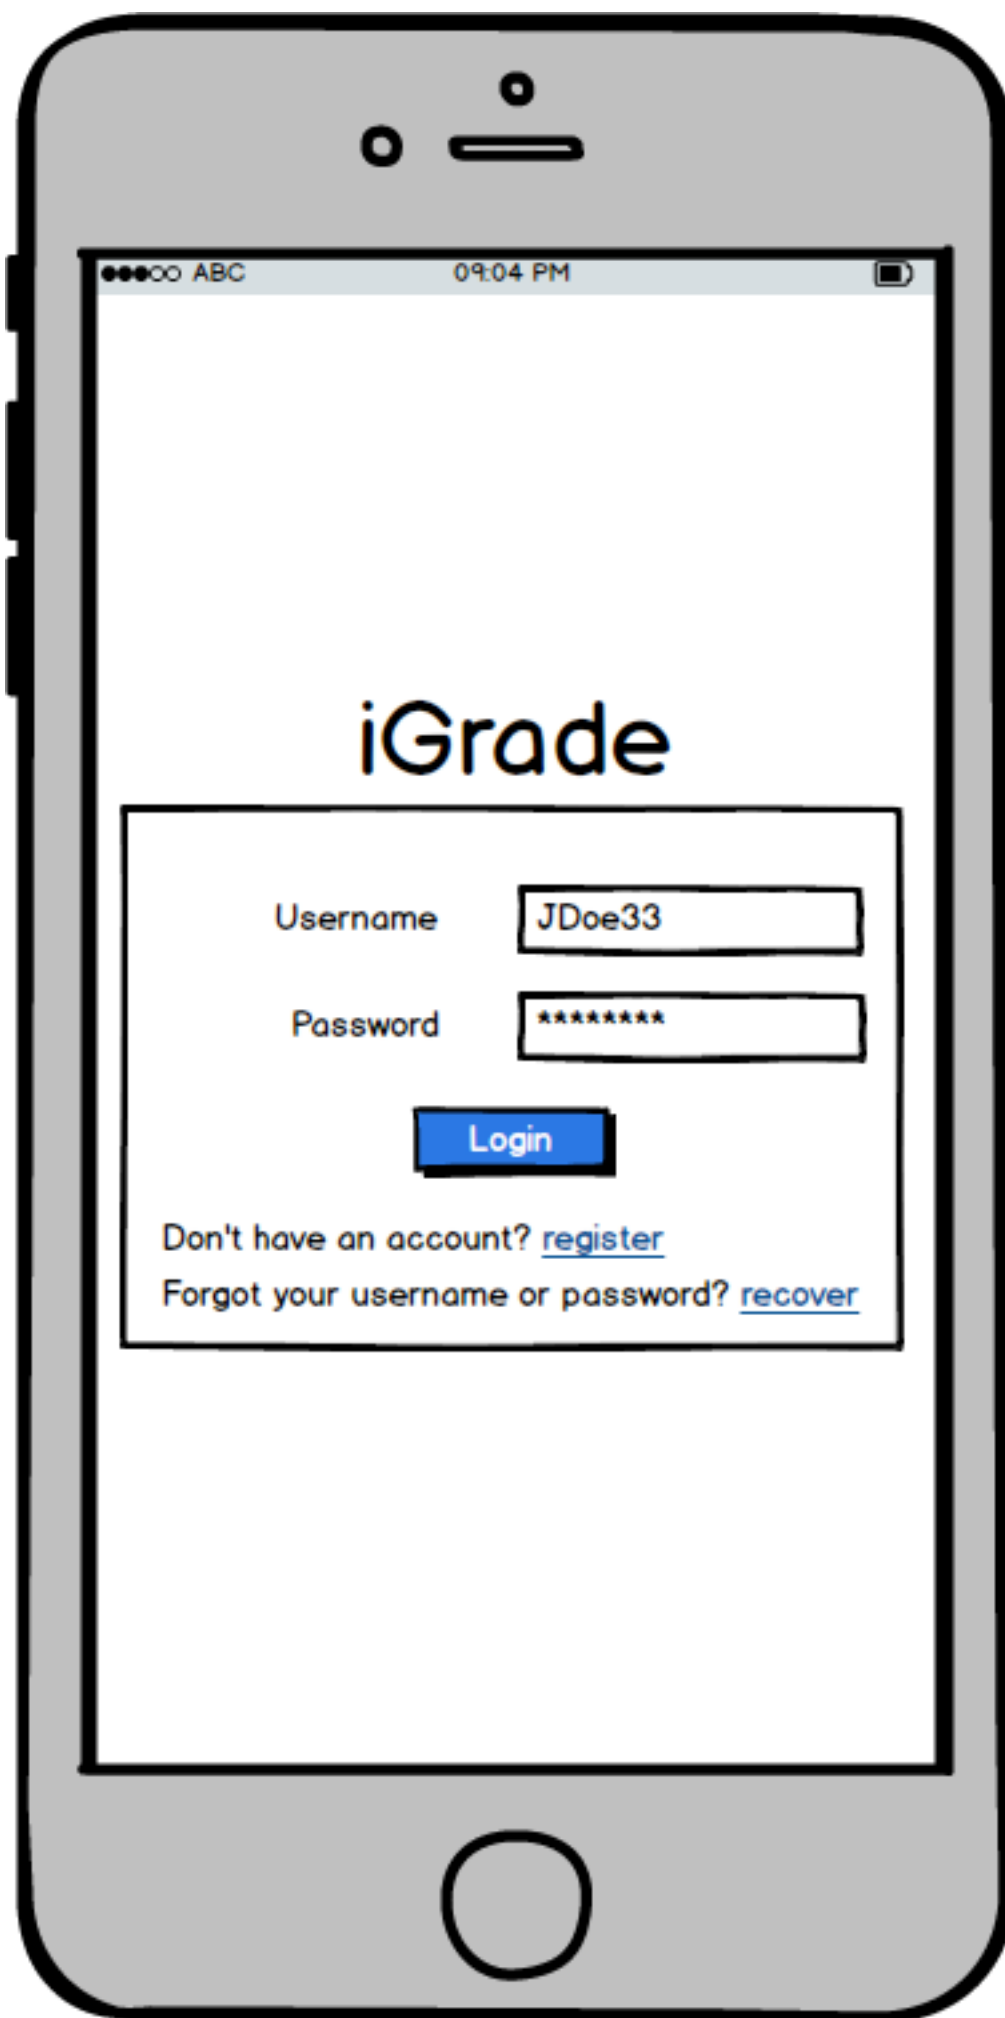 ABC 09:04 PM
iGrade
Username JDoe33
Password ********
Login
Don't have an account? register
Forgot your username or password? recover